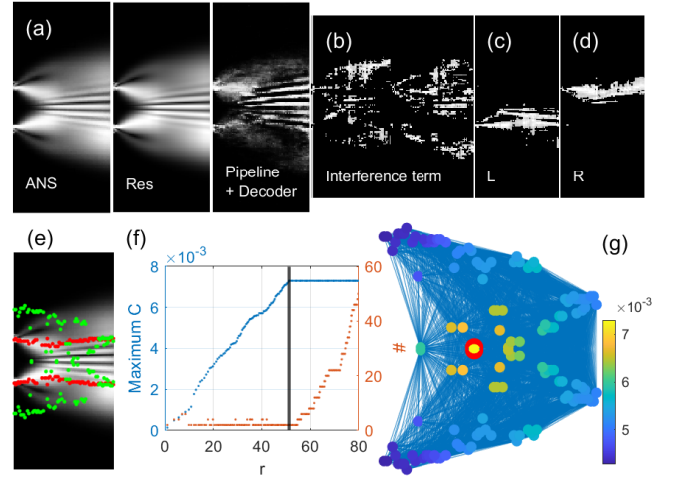 (a)
ANS
Res
Pipeline
+ Decoder
(b)
Interference term
(c)
L
(d)
R
(e)
(f)
×10⁻³
Maximum C
8
6
4
2
0
0
20
40
60
80
r
60
40
20
0
#
(g)
×10⁻³
7
6
5